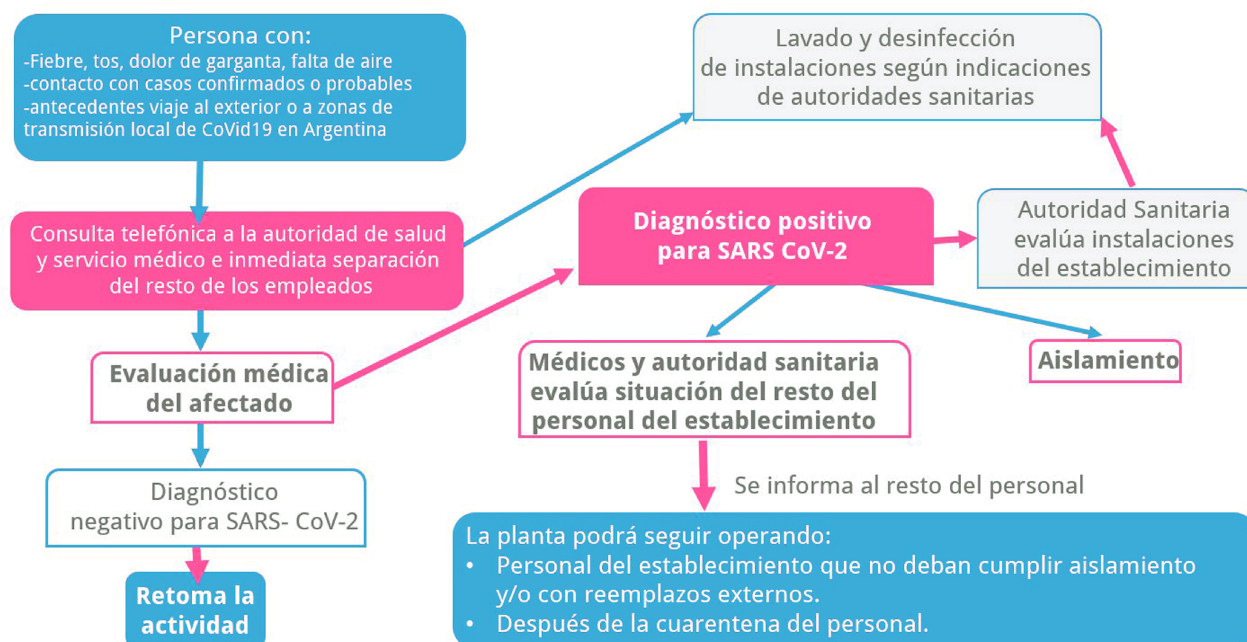 Persona con:
-Fiebre, tos, dolor de garganta, falta de aire
-contacto con casos confirmados o probables
-antecedentes viaje al exterior o a zonas de
transmisión local de CoVid19 en Argentina
Consulta telefónica a la autoridad de salud
y servicio médico e inmediata separación
del resto de los empleados
Evaluación médica
del afectado
Diagnóstico
negativo para SARS- CoV-2
Retoma la
actividad
Lavado y desinfección
de instalaciones según indicaciones
de autoridades sanitarias
Diagnóstico positivo
para SARS CoV-2
Autoridad Sanitaria
evalúa instalaciones
del establecimiento
Médicos y autoridad sanitaria
evalúa situación del resto del
personal del establecimiento
Aislamiento
Se informa al resto del personal
La planta podrá seguir operando:
• Personal del establecimiento que no deban cumplir aislamiento
y/o con reemplazos externos.
• Después de la cuarentena del personal.